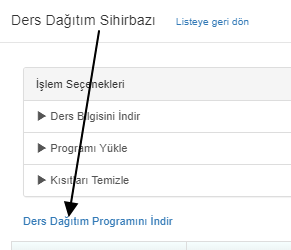 Ders Dağıtım Sihirbazı Listeye geri dön
İşlem Seçenekleri
Ders Bilgisini İndir
Programı Yükle
Kısıtları Temizle
Ders Dağıtım Programını İndir